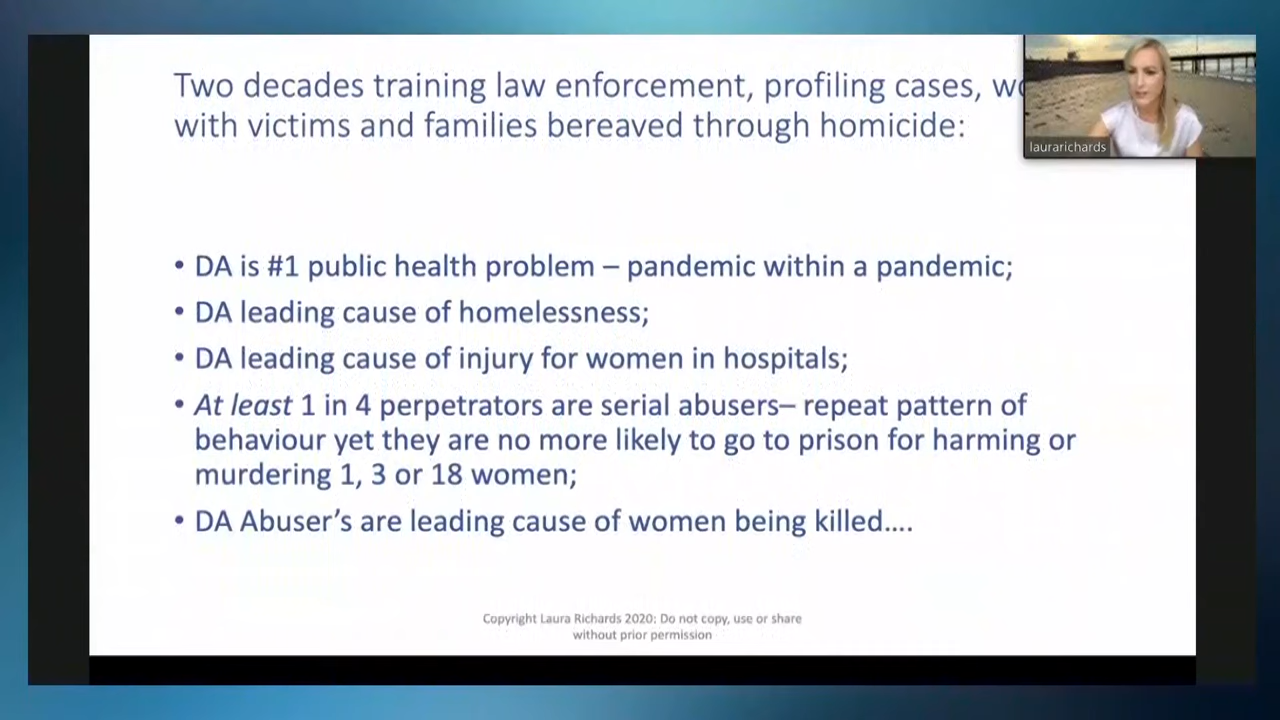 Two decades training law enforcement, profiling cases,
with victims and families bereaved through homicide:
laurarichards
• DA is #1 public health problem – pandemic within a pandemic;
• DA leading cause of homelessness;
• DA leading cause of injury for women in hospitals;
• At least 1 in 4 perpetrators are serial abusers– repeat pattern of
behaviour yet they are no more likely to go to prison for harming or
murdering 1, 3 or 18 women;
• DA Abuser’s are leading cause of women being killed....
Copyright Laura Richards 2020: Do not copy, use or share
without prior permission